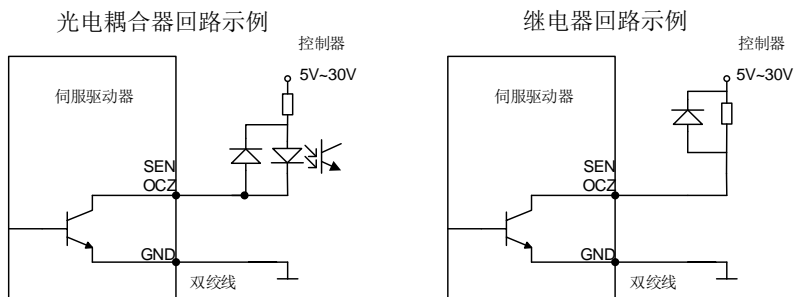 光电耦合器回路示例
控制器
5V~30V
伺服驱动器
SEN
OCZ
GND
双绞线
继电器回路示例
控制器
5V~30V
伺服驱动器
SEN
OCZ
GND
双绞线